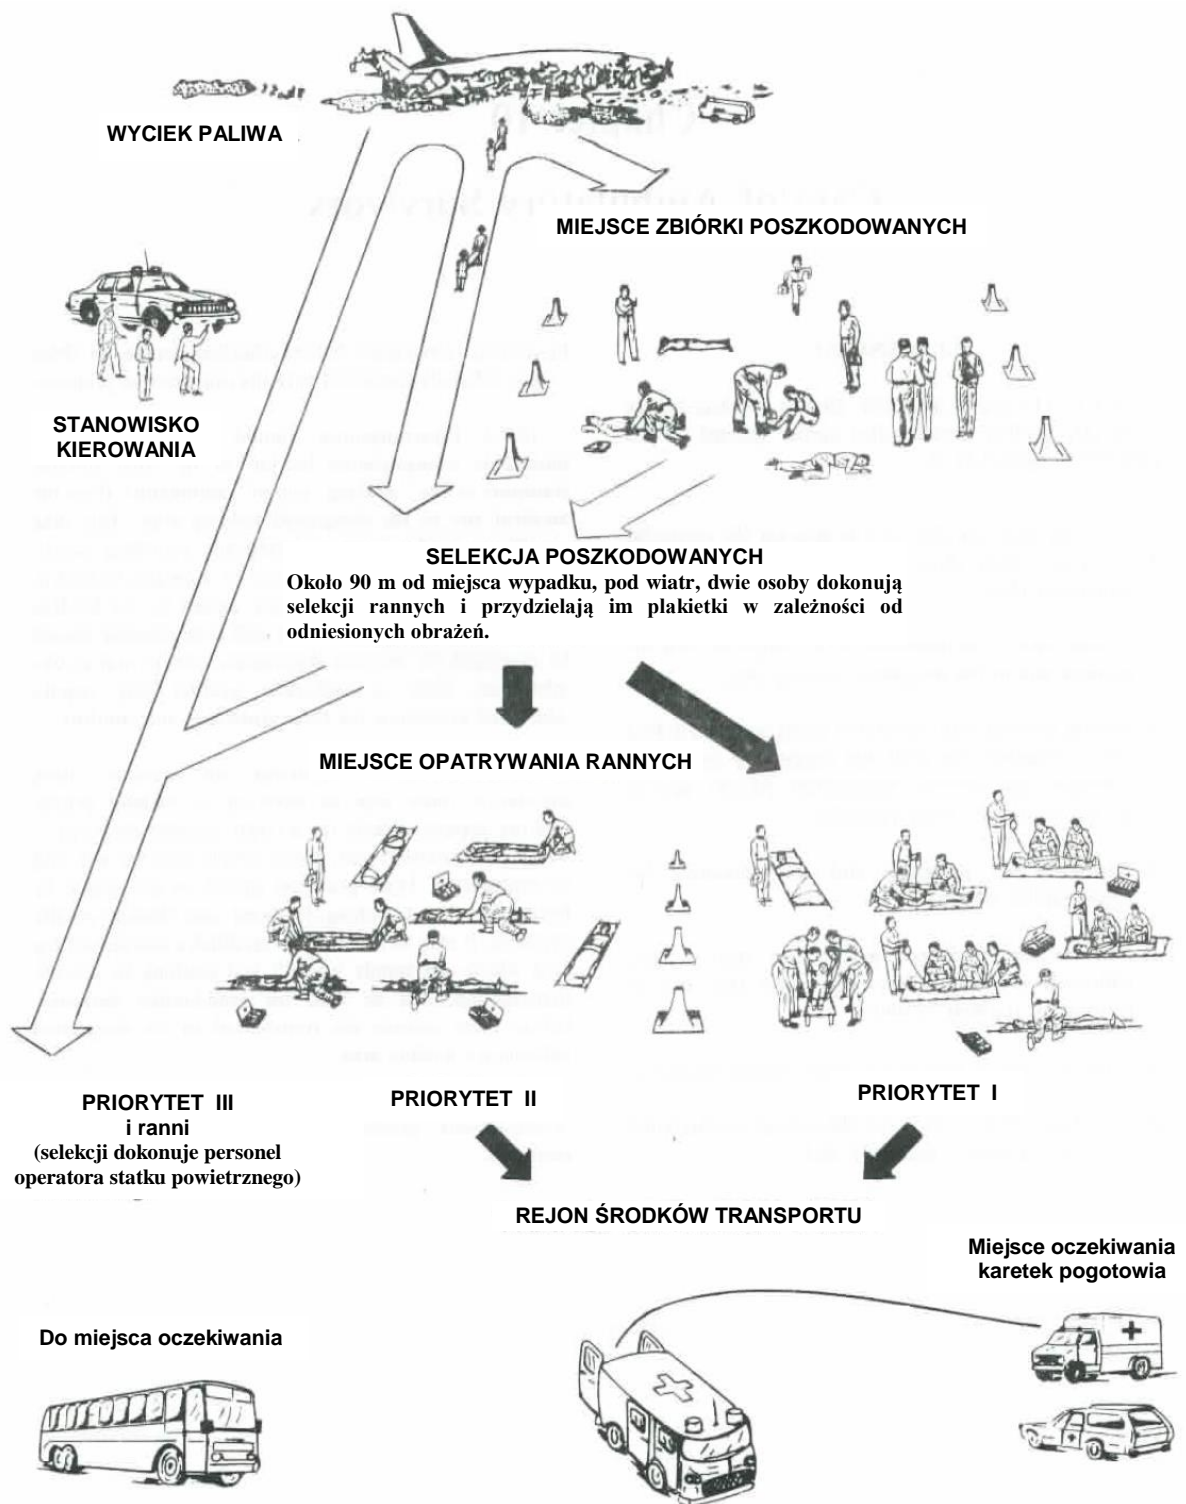 WYCIEK PALIWA
MIEJSCE ZBIÓRKI POSZKODOWANYCH
STANOWISKO
KIEROWANIA
SELEKCJA POSZKODOWANYCH
Około 90 m od miejsca wypadku, pod wiatr, dwie osoby dokonują
selekcji rannych i przydzielają im plakietki w zależności od
odniesionych obrażeń.
MIEJSCE OPATRYWANIA RANNYCH
PRIORYTET III
i ranni
(selekcji dokonuje personel
operatora statku powietrznego)
PRIORYTET II
PRIORYTET I
REJON ŚRODKÓW TRANSPORTU
Miejsce oczekiwania
karetek pogotowia
Do miejsca oczekiwania